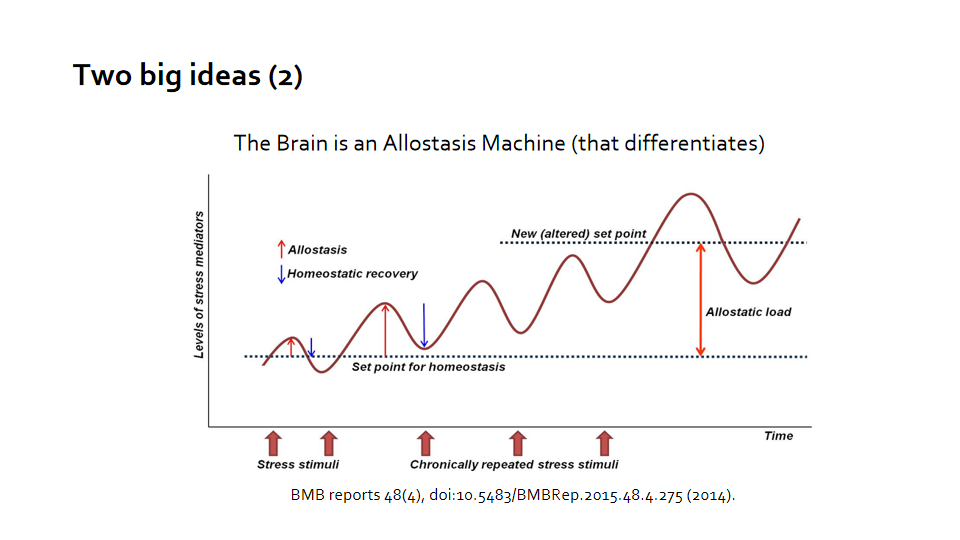 Two big ideas (2)
The Brain is an Allostasis Machine (that differentiates)
Levels of stress mediators
New (altered) set point
Allostasis
Homeostatic recovery
Allostatic load
Set point for homeostasis
Time
Stress stimuli
Chronically repeated stress stimuli
BMB reports 48(4), doi:10.5483/BMBRep.2015.48.4.275 (2014).